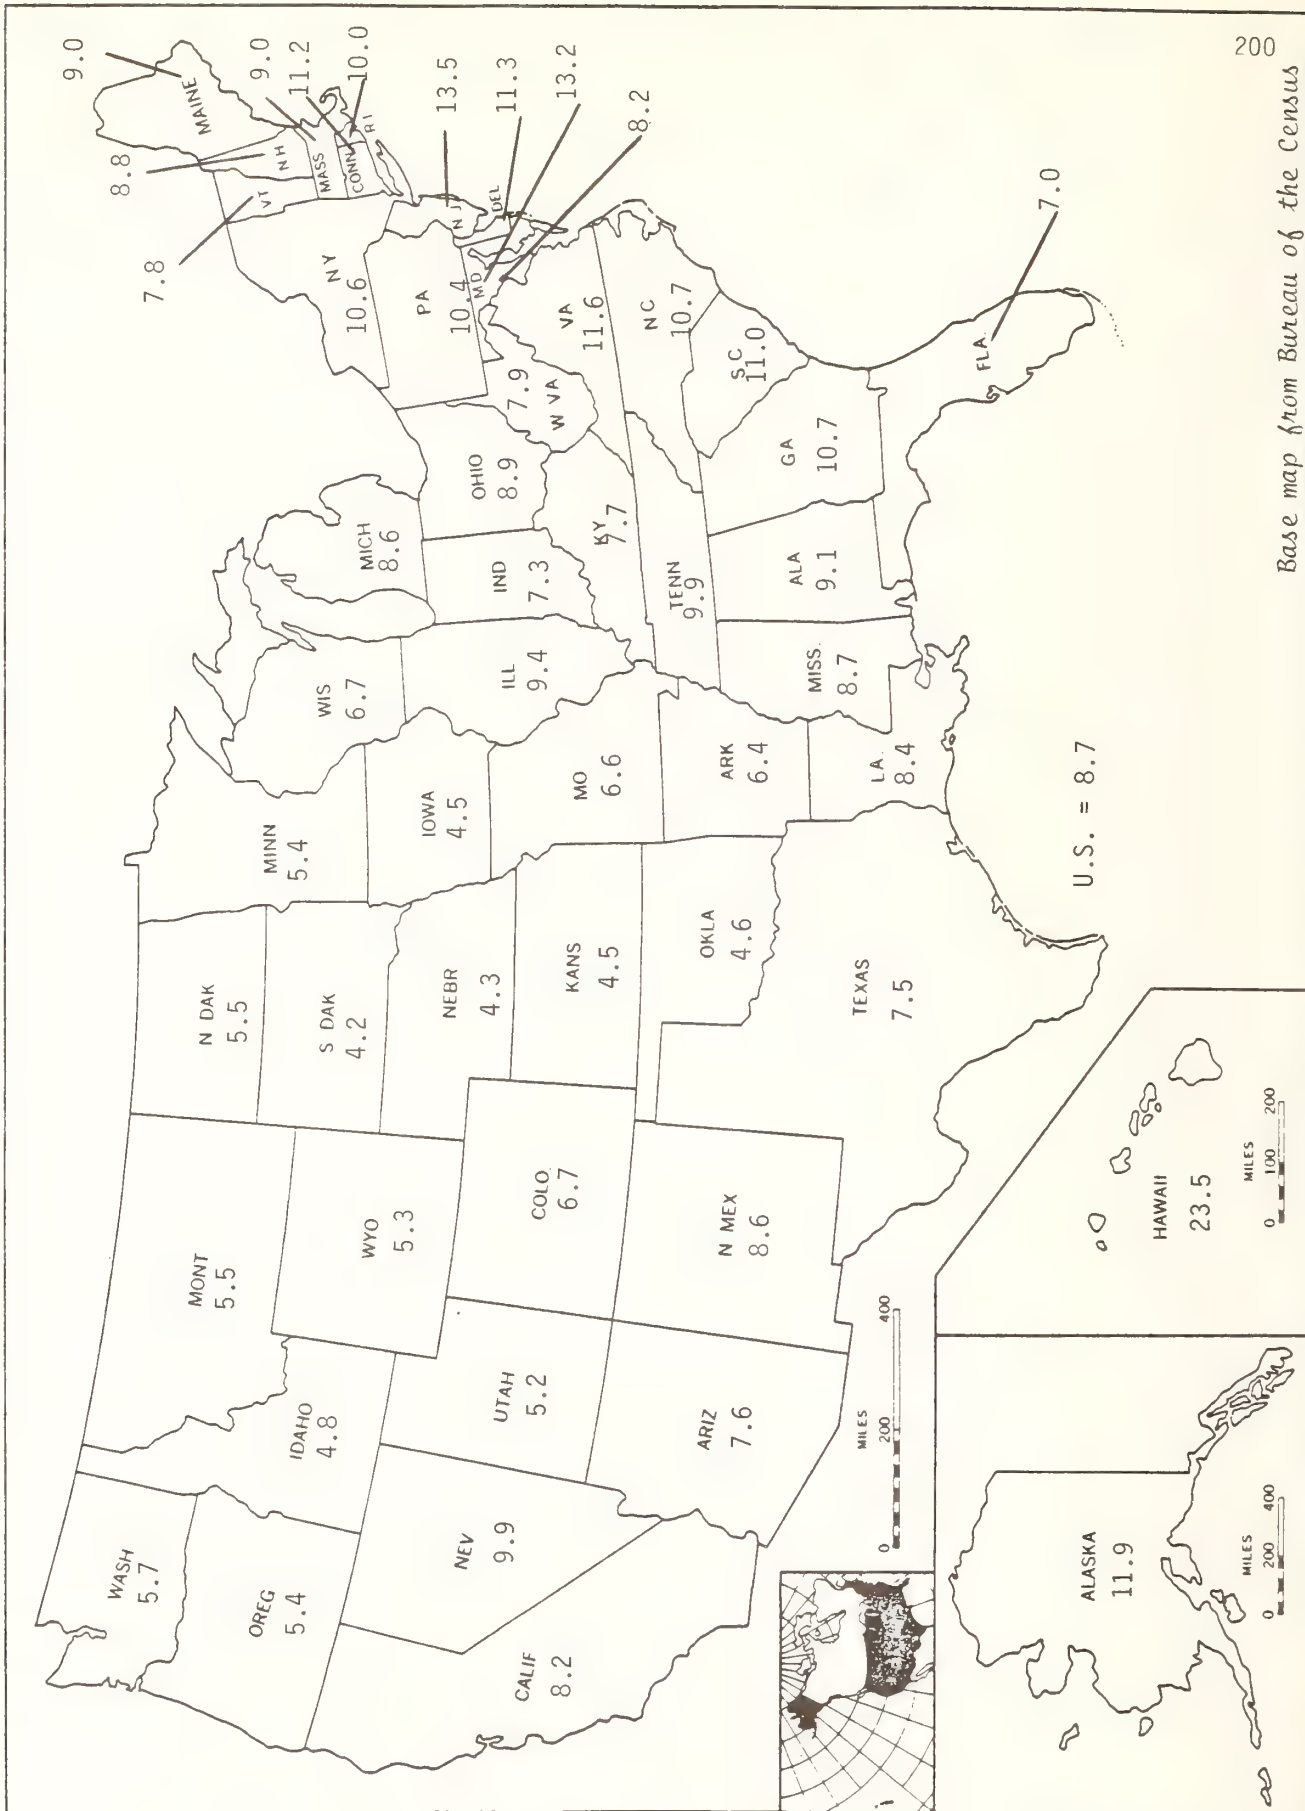 WASH
5.7
OREG
5.4
CALIF
8.2
NEV
9.9
IDAHO
4.8
MONT
5.5
WYO
5.3
UTAH
5.2
COLO
6.7
ARIZ
7.6
N MEX
8.6
N DAK
5.5
S DAK
4.2
NEBR
4.3
KANS
4.5
OKLA
4.6
TEXAS
7.5
MINN
5.4
IOWA
4.5
MO
6.6
ARK
6.4
LA.
8.4
WIS
6.7
ILL
9.4
MICH
8.6
IND
7.3
OHIO
8.9
KY
7.7
TENN
9.9
MISS.
8.7
ALA
9.1
GA
10.7
FLA
7.0
S C
11.0
N C
10.7
VA
11.6
W VA
7.9
PA
10.4
N Y
10.6
VT
7.8
N H
8.8
MAINE
9.0
MASS
9.0
CONN
11.2
R I
10.0
N J
13.5
DEL
11.3
MD
13.2
8.2
U.S. = 8.7
MILES
0 200 400
ALASKA
11.9
MILES
0 200 400
HAWAII
23.5
MILES
0 100 200
200
Base map from Bureau of the Census